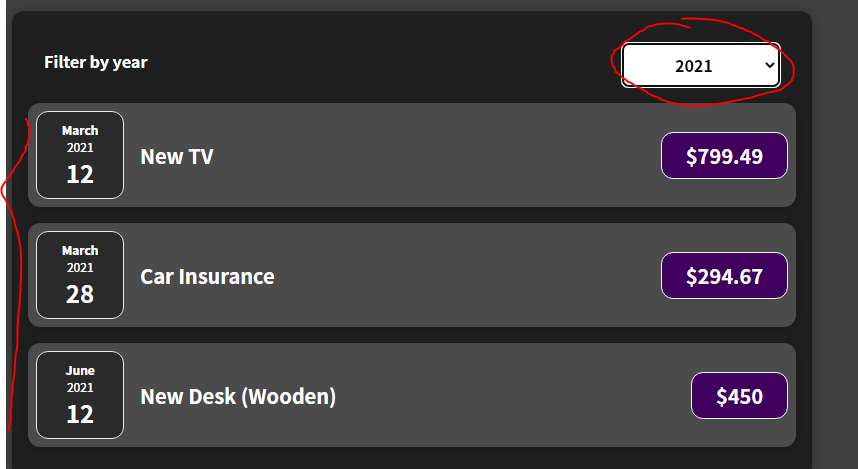 Filter by year
2021
March
2021
12
New TV
$799.49
March
2021
28
Car Insurance
$294.67
June
2021
12
New Desk (Wooden)
$450